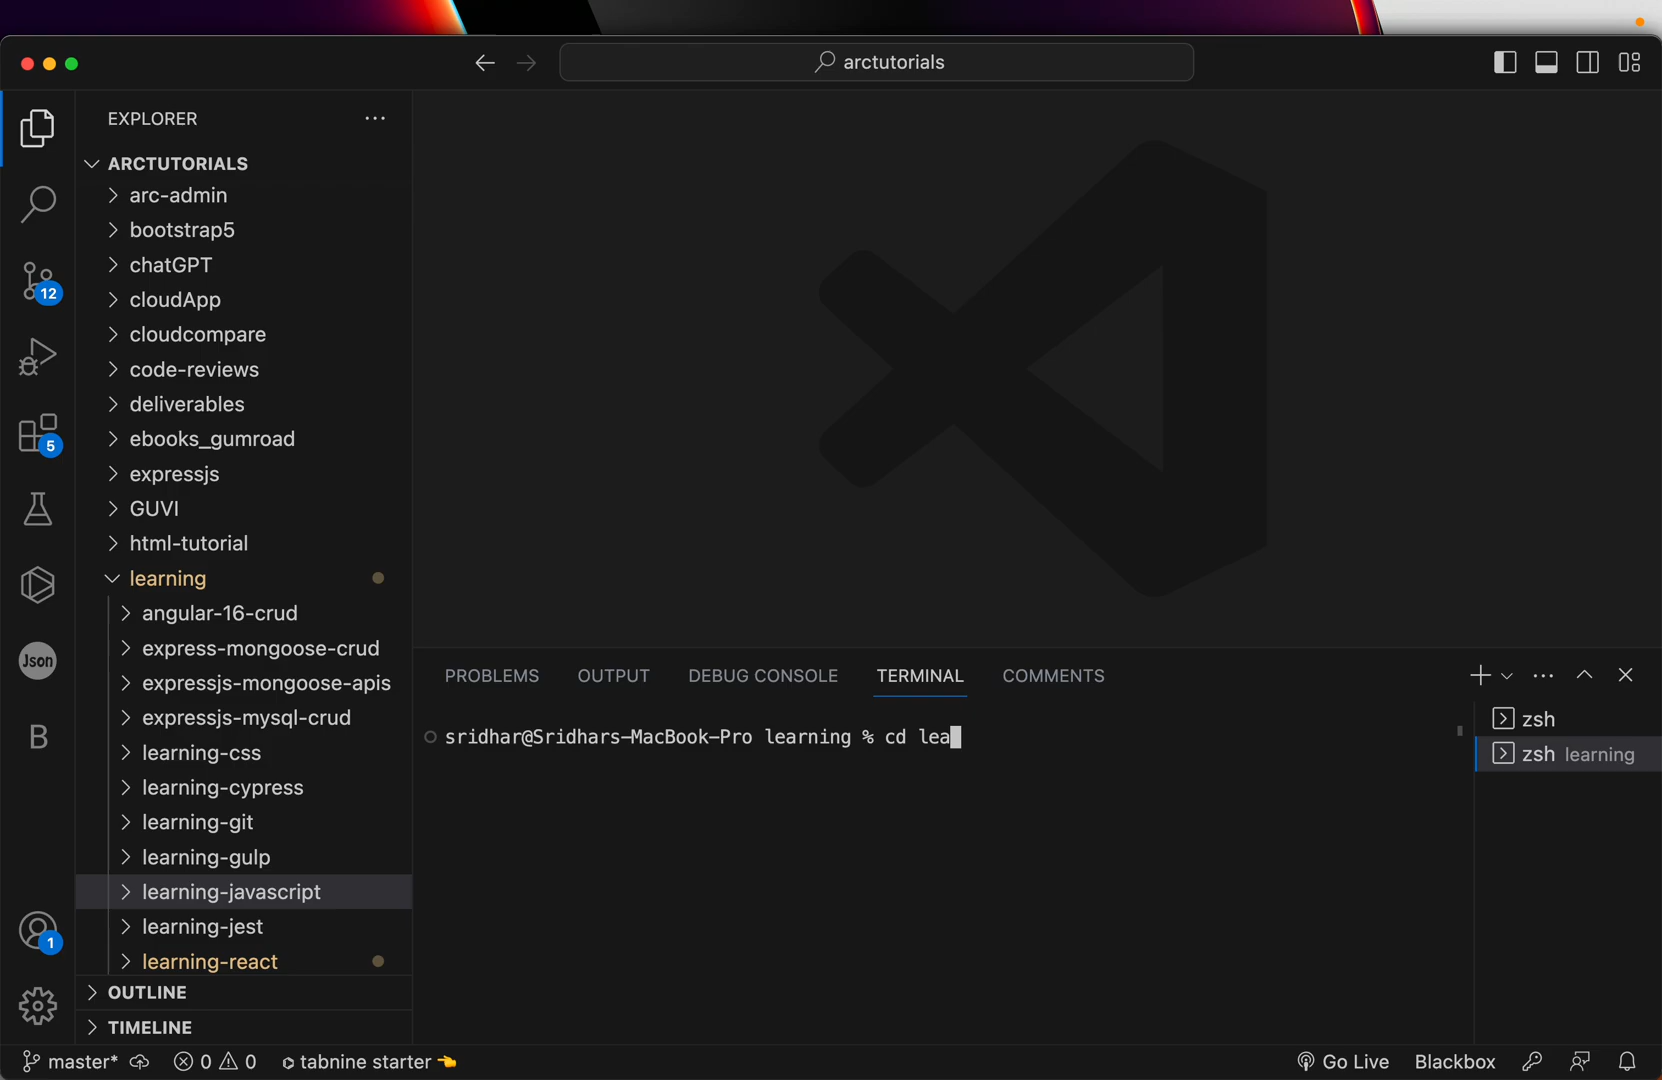 arctutorials
EXPLORER
ARCTUTORIALS
arc-admin
bootstrap5
chatGPT
cloudApp
cloudcompare
code-reviews
deliverables
ebooks_gumroad
expressjs
GUVI
html-tutorial
learning
angular-16-crud
express-mongoose-crud
expressjs-mongoose-apis
expressjs-mysql-crud
learning-css
learning-cypress
learning-git
learning-gulp
learning-javascript
learning-jest
learning-react
OUTLINE
TIMELINE
12
5
Json
B
1
PROBLEMS OUTPUT DEBUG CONSOLE TERMINAL COMMENTS
sridhar@Sridhars-MacBook-Pro learning % cd lea
zsh
zsh learning
master* 0 0 tabnine starter Go Live Blackbox